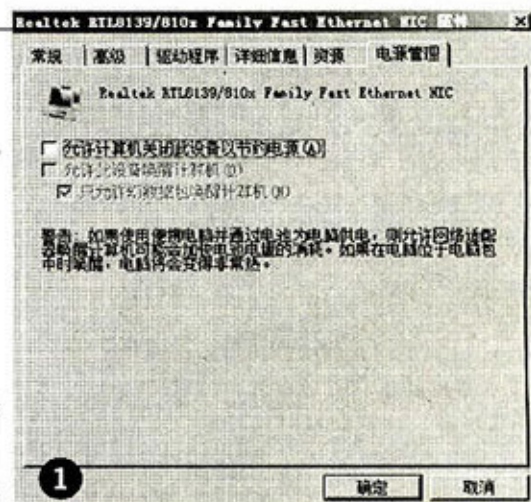 Realtek RTL8139/810x Family Fast Ethernet NIC 属性
常规 高级 驱动程序 详细信息 资源 电源管理
Realtek RTL8139/810x Family Fast Ethernet NIC
允许计算机关闭此设备以节约电源(A)
允许此设备唤醒计算机(O)
只允许幻数据包唤醒计算机(M)
警告: 如果使用便携电脑并通过电池为电脑供电,则允许网络适配
器唤醒计算机可能会加快电池电量的消耗。如果在电脑位于电脑包
中时唤醒,电脑将会变得非常热。
1
确定 取消